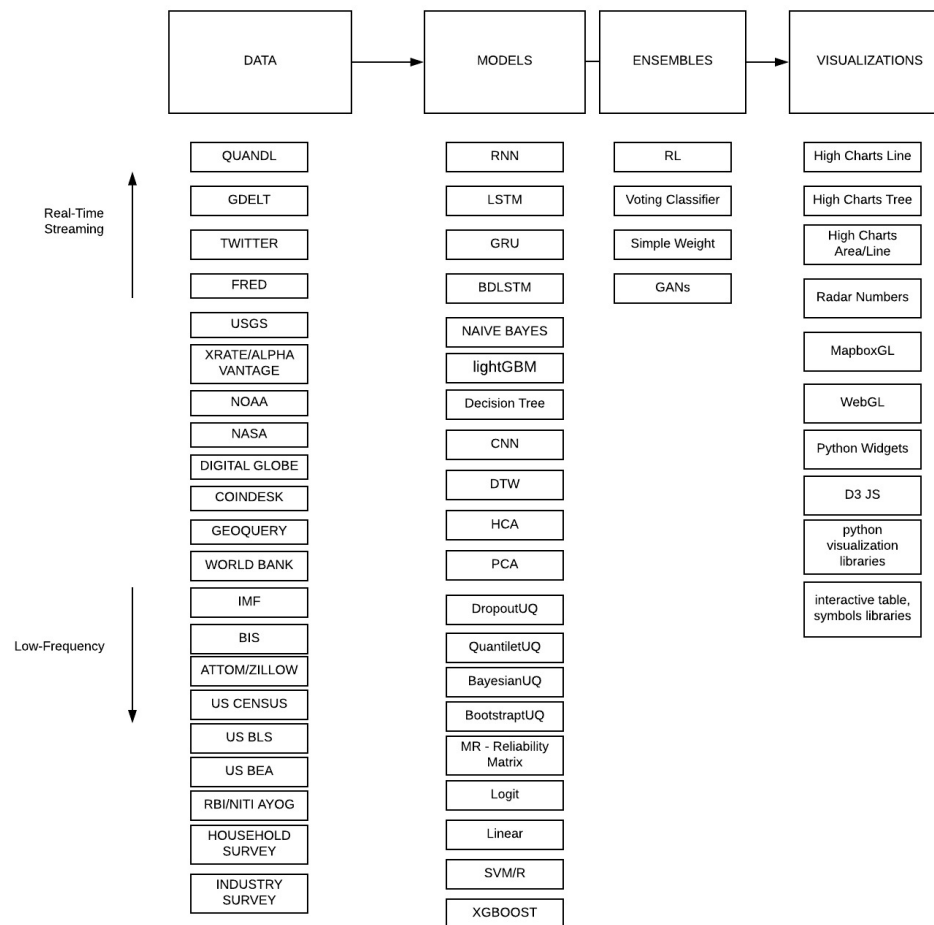 DATA
MODELS
ENSEMBLES
VISUALIZATIONS
Real-Time
Streaming
Low-Frequency
QUANDL
GDELT
TWITTER
FRED
USGS
XRATE/ALPHA
VANTAGE
NOAA
NASA
DIGITAL GLOBE
COINDESK
GEOQUERY
WORLD BANK
IMF
BIS
ATTOM/ZILLOW
US CENSUS
US BLS
US BEA
RBI/NITI AYOG
HOUSEHOLD
SURVEY
INDUSTRY
SURVEY
RNN
LSTM
GRU
BDLSTM
NAIVE BAYES
lightGBM
Decision Tree
CNN
DTW
HCA
PCA
DropoutUQ
QuantiletUQ
BayesianUQ
BootstraptUQ
MR - Reliability
Matrix
Logit
Linear
SVM/R
XGBOOST
RL
Voting Classifier
Simple Weight
GANs
High Charts Line
High Charts Tree
High Charts
Area/Line
Radar Numbers
MapboxGL
WebGL
Python Widgets
D3 JS
python
visualization
libraries
interactive table,
symbols libraries